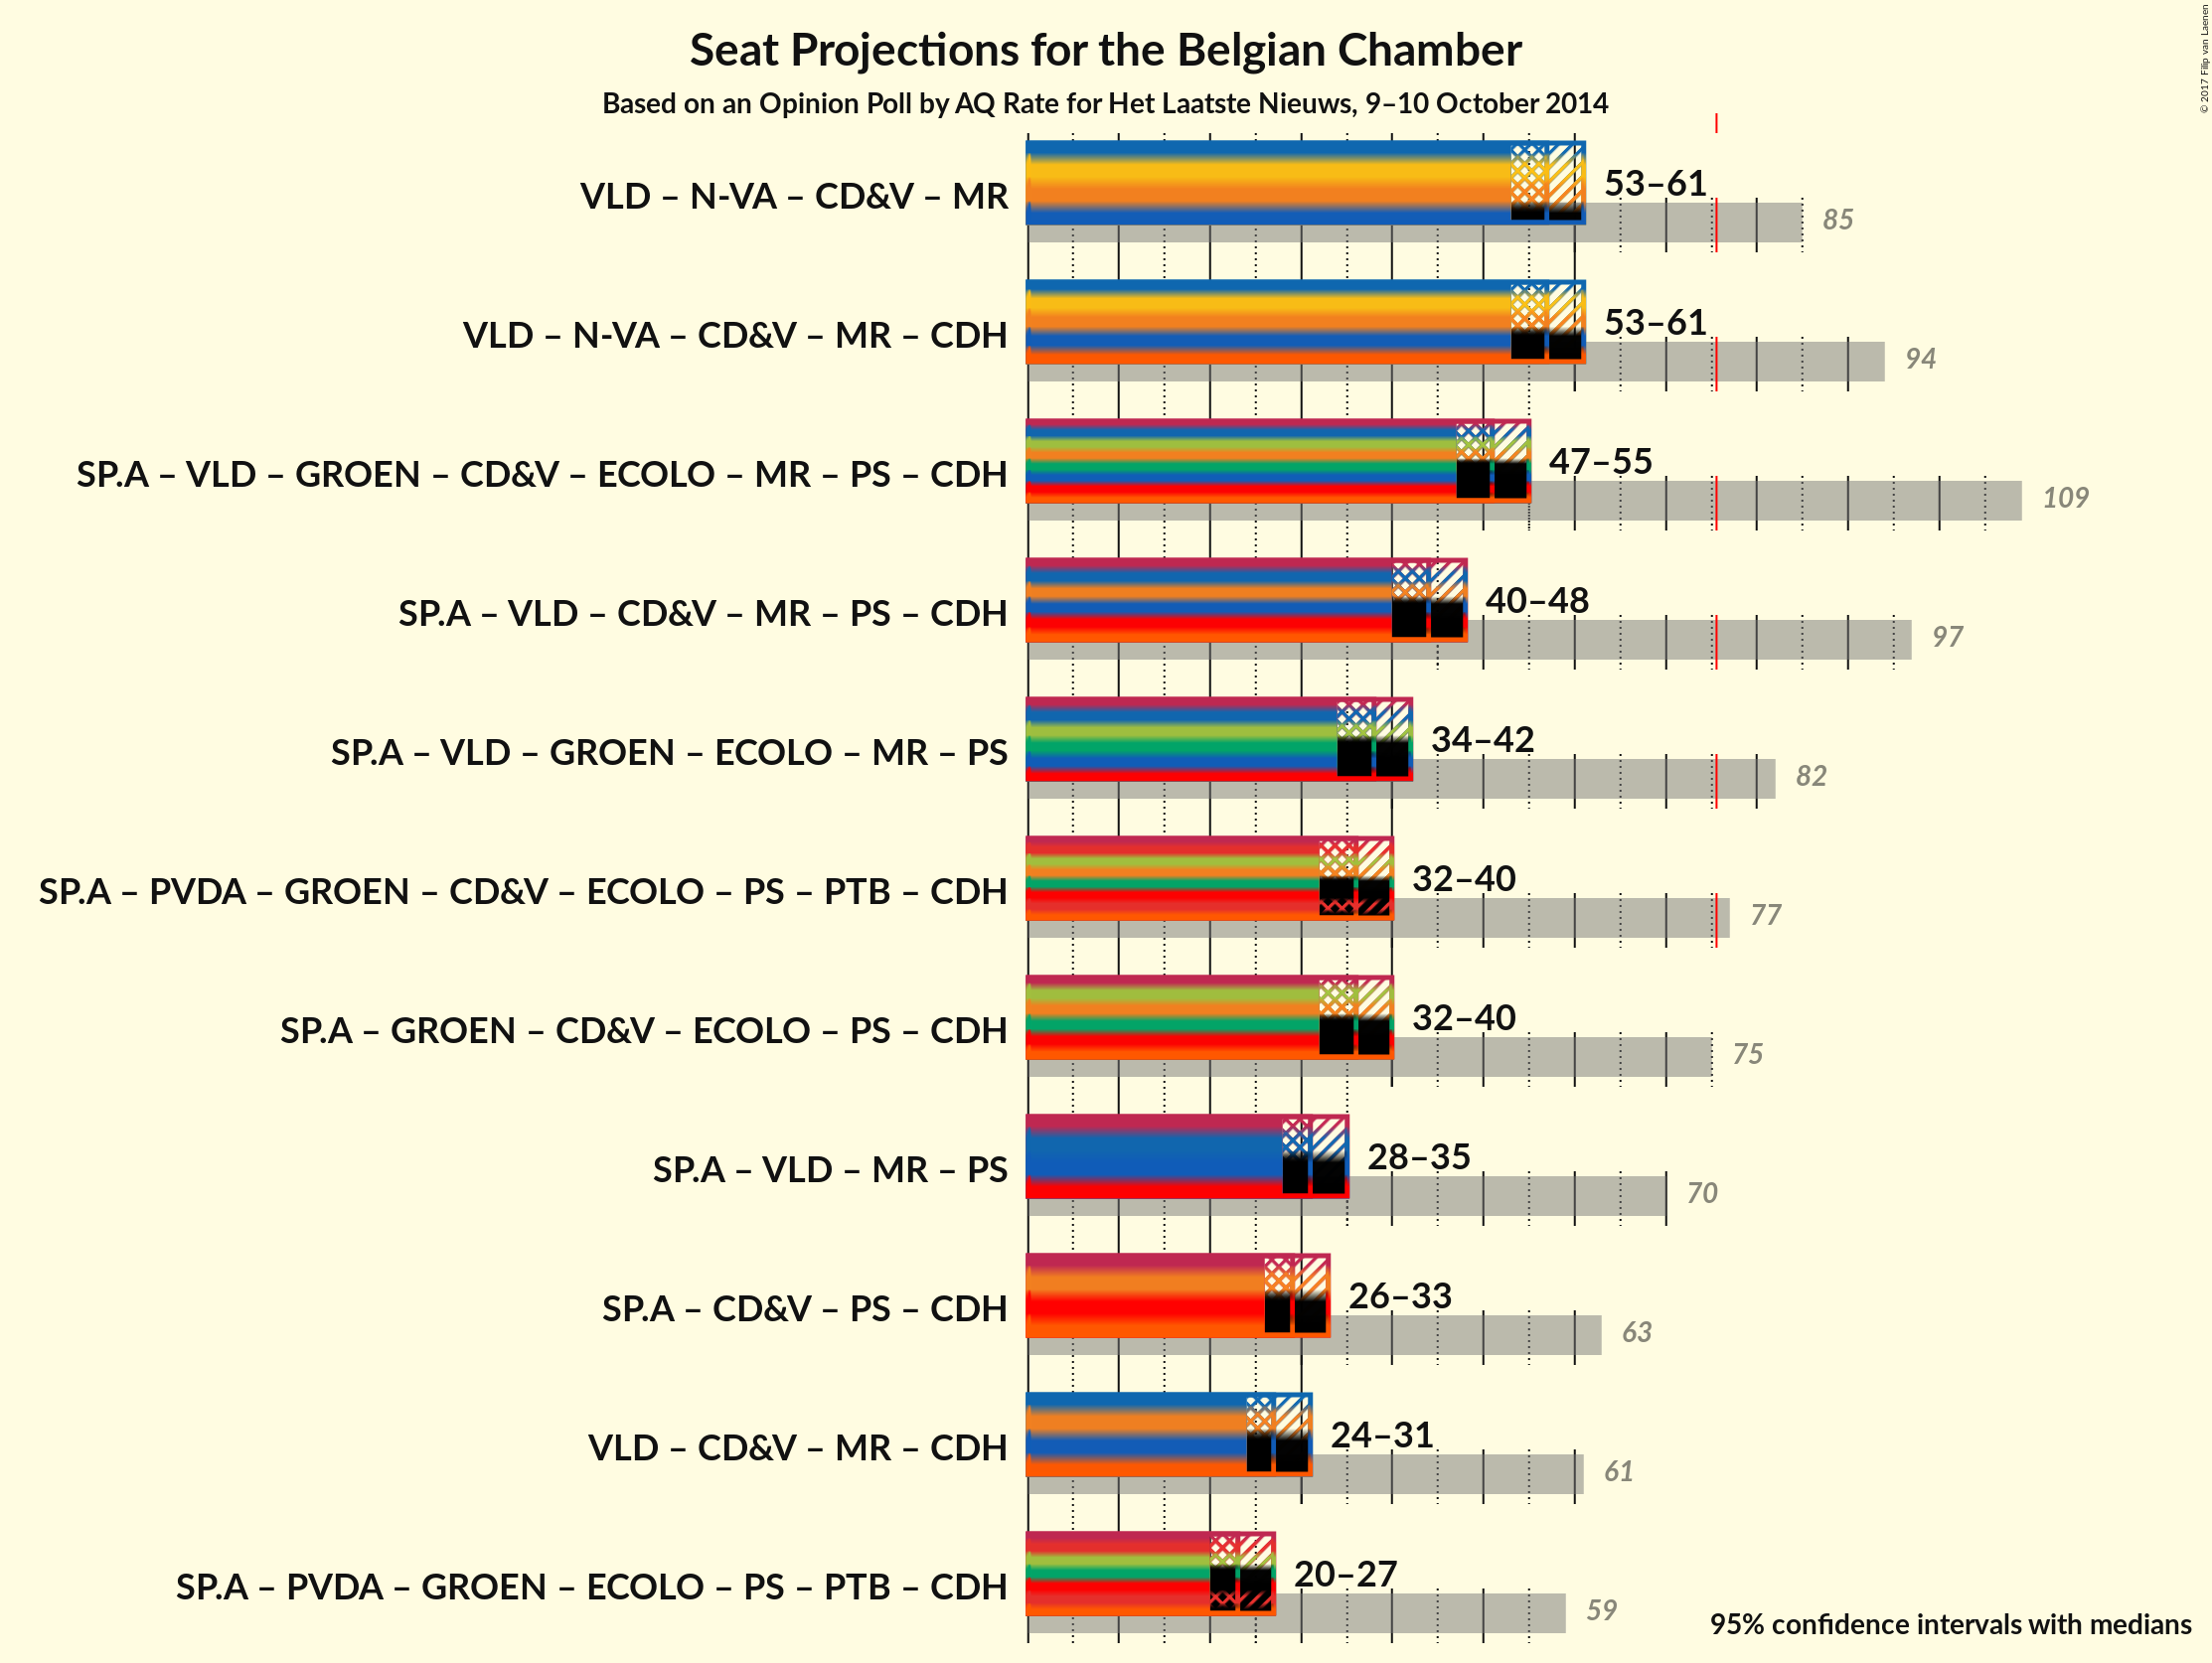 Seat Projections for the Belgian Chamber
Based on an Opinion Poll by AQ Rate for Het Laatste Nieuws, 9–10 October 2014
© 2017 Filip van Laenen
VLD – N-VA – CD&V – MR
53–61
85
VLD – N-VA – CD&V – MR – CDH
53–61
94
SP.A – VLD – GROEN – CD&V – ECOLO – MR – PS – CDH
47–55
109
SP.A – VLD – CD&V – MR – PS – CDH
40–48
97
SP.A – VLD – GROEN – ECOLO – MR – PS
34–42
82
SP.A – PVDA – GROEN – CD&V – ECOLO – PS – PTB – CDH
32–40
77
SP.A – GROEN – CD&V – ECOLO – PS – CDH
32–40
75
SP.A – VLD – MR – PS
28–35
70
SP.A – CD&V – PS – CDH
26–33
63
VLD – CD&V – MR – CDH
24–31
61
SP.A – PVDA – GROEN – ECOLO – PS – PTB – CDH
20–27
59
95% confidence intervals with medians